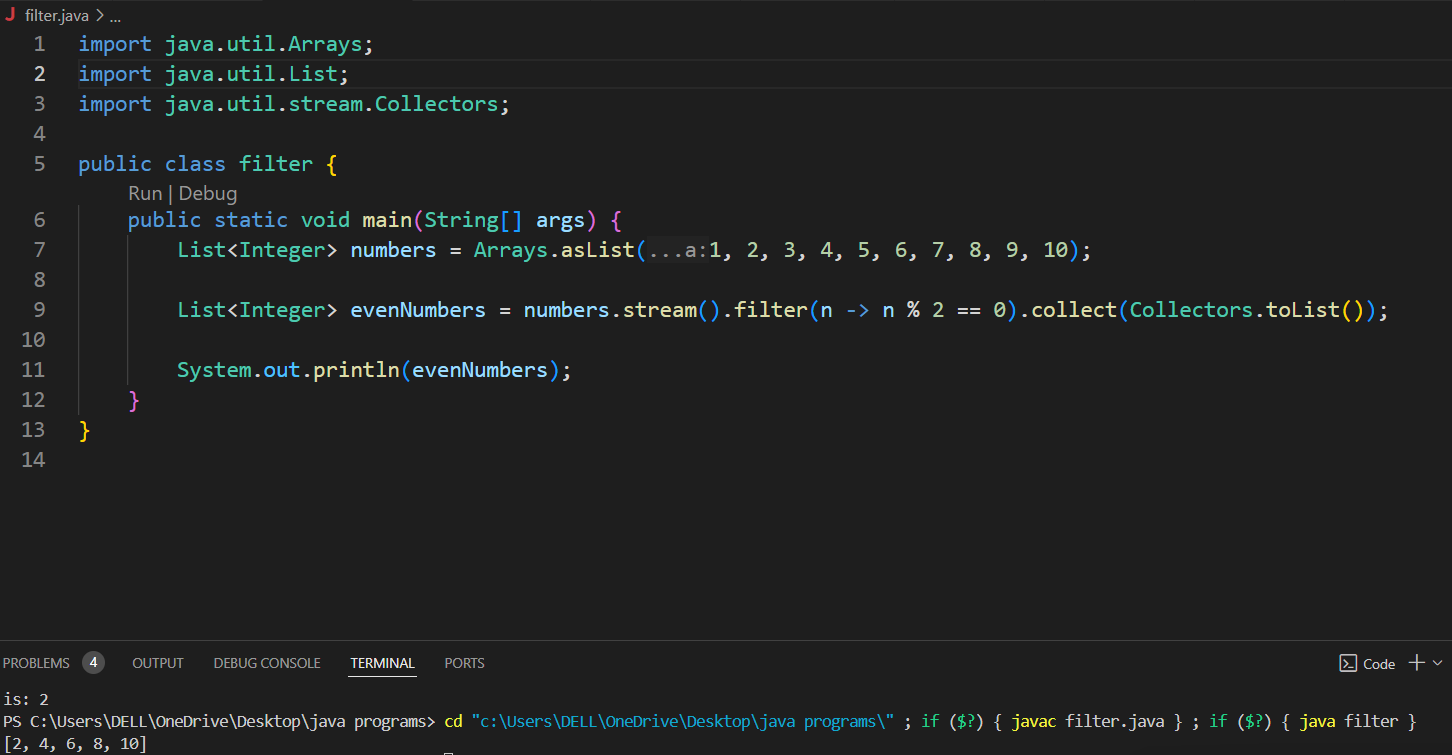 J filter.java > ...
1 import java.util.Arrays;
2 import java.util.List;
3 import java.util.stream.Collectors;
4
5 public class filter {
Run | Debug
6 public static void main(String[] args) {
7 List<Integer> numbers = Arrays.asList(...a:1, 2, 3, 4, 5, 6, 7, 8, 9, 10);
8
9 List<Integer> evenNumbers = numbers.stream().filter(n -> n % 2 == 0).collect(Collectors.toList());
10
11 System.out.println(evenNumbers);
12 }
13 }
14
PROBLEMS 4 OUTPUT DEBUG CONSOLE TERMINAL PORTS Code
is: 2
PS C:\Users\DELL\OneDrive\Desktop\java programs> cd "c:\Users\DELL\OneDrive\Desktop\java programs\" ; if ($?) { javac filter.java } ; if ($?) { java filter }
[2, 4, 6, 8, 10]